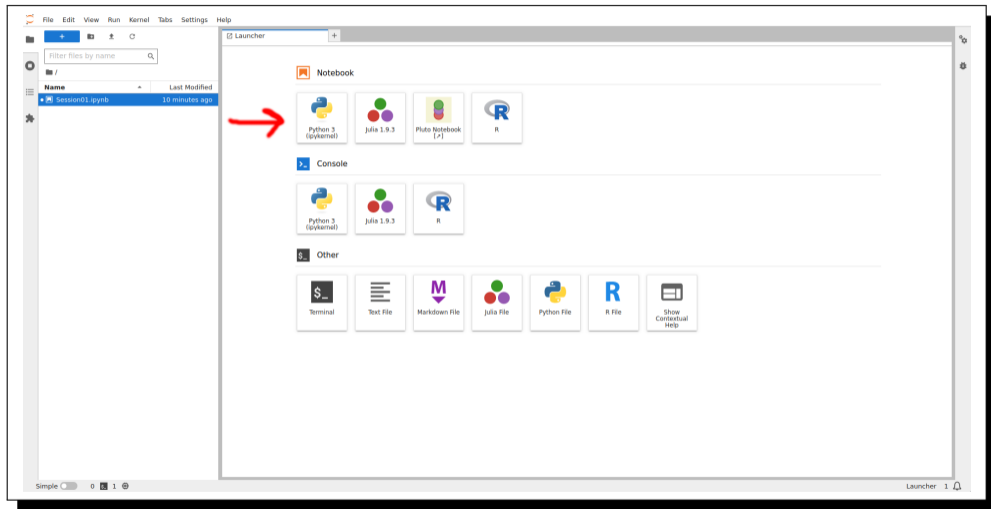 File Edit View Run Kernel Tabs Settings Help
+
Filter files by name
/
Name Last Modified
Session01.ipynb 10 minutes ago
Launcher +
Notebook
Python 3
(ipykernel)
Julia 1.9.3
Pluto Notebook
[↗]
R
Console
Python 3
(ipykernel)
Julia 1.9.3
R
$_ Other
$_
Terminal
Text File
M
Markdown File
Julia File
Python File
R
R File
Show
Contextual
Help
Simple 0 1
Launcher 1